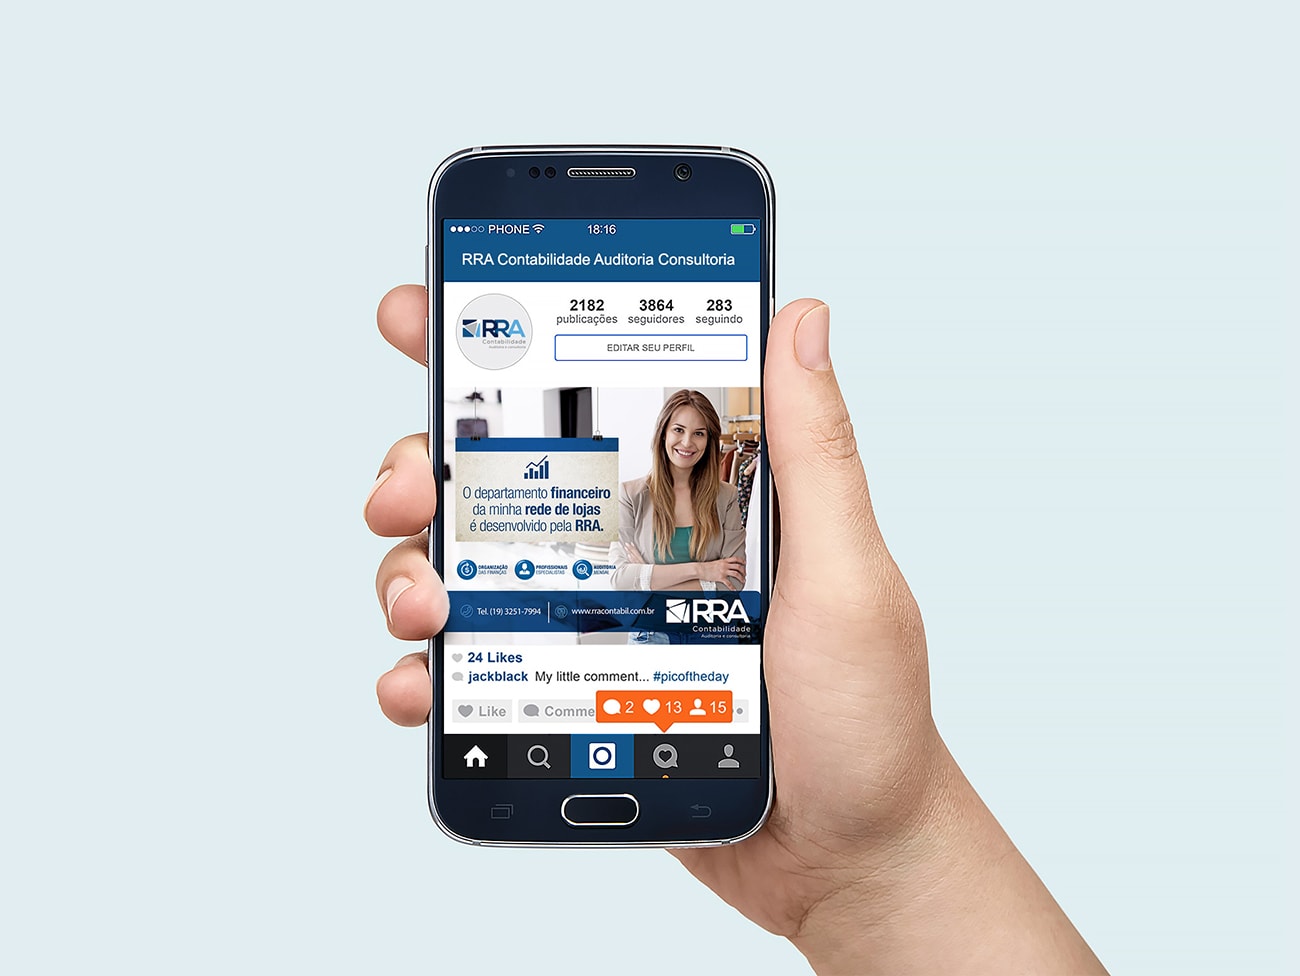 PHONE 18:16
RRA Contabilidade Auditoria Consultoria
2182 3864 283
publicações seguidores seguindo
EDITAR SEU PERFIL
RRA
Contabilidade
Auditoria e consultoria
O departamento financeiro
da minha rede de lojas
é desenvolvido pela RRA.
ORGANIZAÇÃO
DAS FINANÇAS
PROFISSIONAIS
ESPECIALISTAS
AUDITORIA
MENSAL
Tel. (19) 3251-7994 www.rracontabil.com.br
RRA
Contabilidade
Auditoria e consultoria
24 Likes
jackblack My little comment... #picoftheday
Like Comme
2 13 15